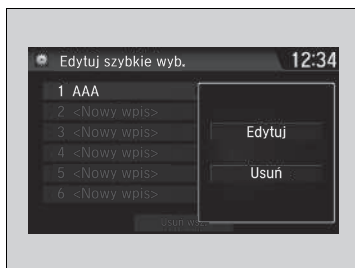 Edytuj szybkie wyb. 12:34
1 AAA
2 <Nowy wpis>
3 <Nowy wpis>
4 <Nowy wpis>
5 <Nowy wpis>
6 <Nowy wpis>
Edytuj
Usuń
Usuń